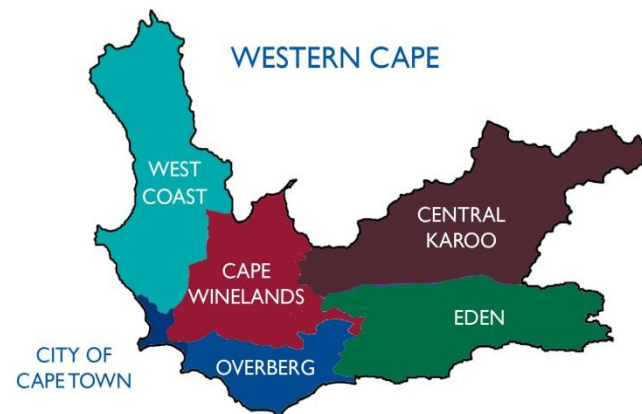 WESTERN CAPE
WEST
COAST
CENTRAL
KAROO
CAPE
WINELANDS
EDEN
CITY OF
CAPE TOWN
OVERBERG